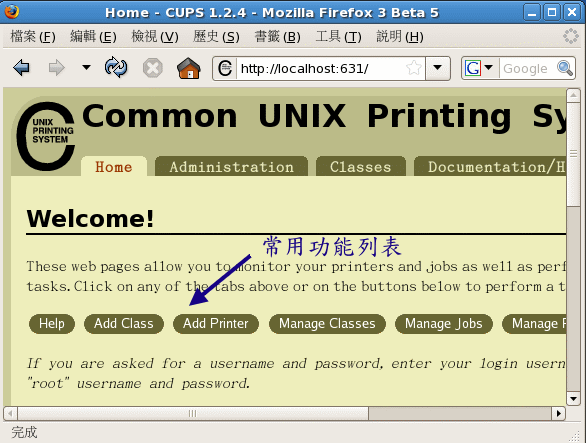 Home - CUPS 1.2.4 - Mozilla Firefox 3 Beta 5
檔案(F) 編輯(E) 檢視(V) 歷史(S) 書籤(B) 工具(T) 說明(H)
http://localhost:631/ Google
UNIX PRINTING SYSTEM
Common UNIX Printing Sy
Home Administration Classes Documentation/H
Welcome!
常用功能列表
These web pages allow you to monitor your printers and jobs as well as perf
tasks. Click on any of the tabs above or on the buttons below to perform a t
Help Add Class Add Printer Manage Classes Manage Jobs Manage P
If you are asked for a username and password, enter your login usern
"root" username and password.
完成